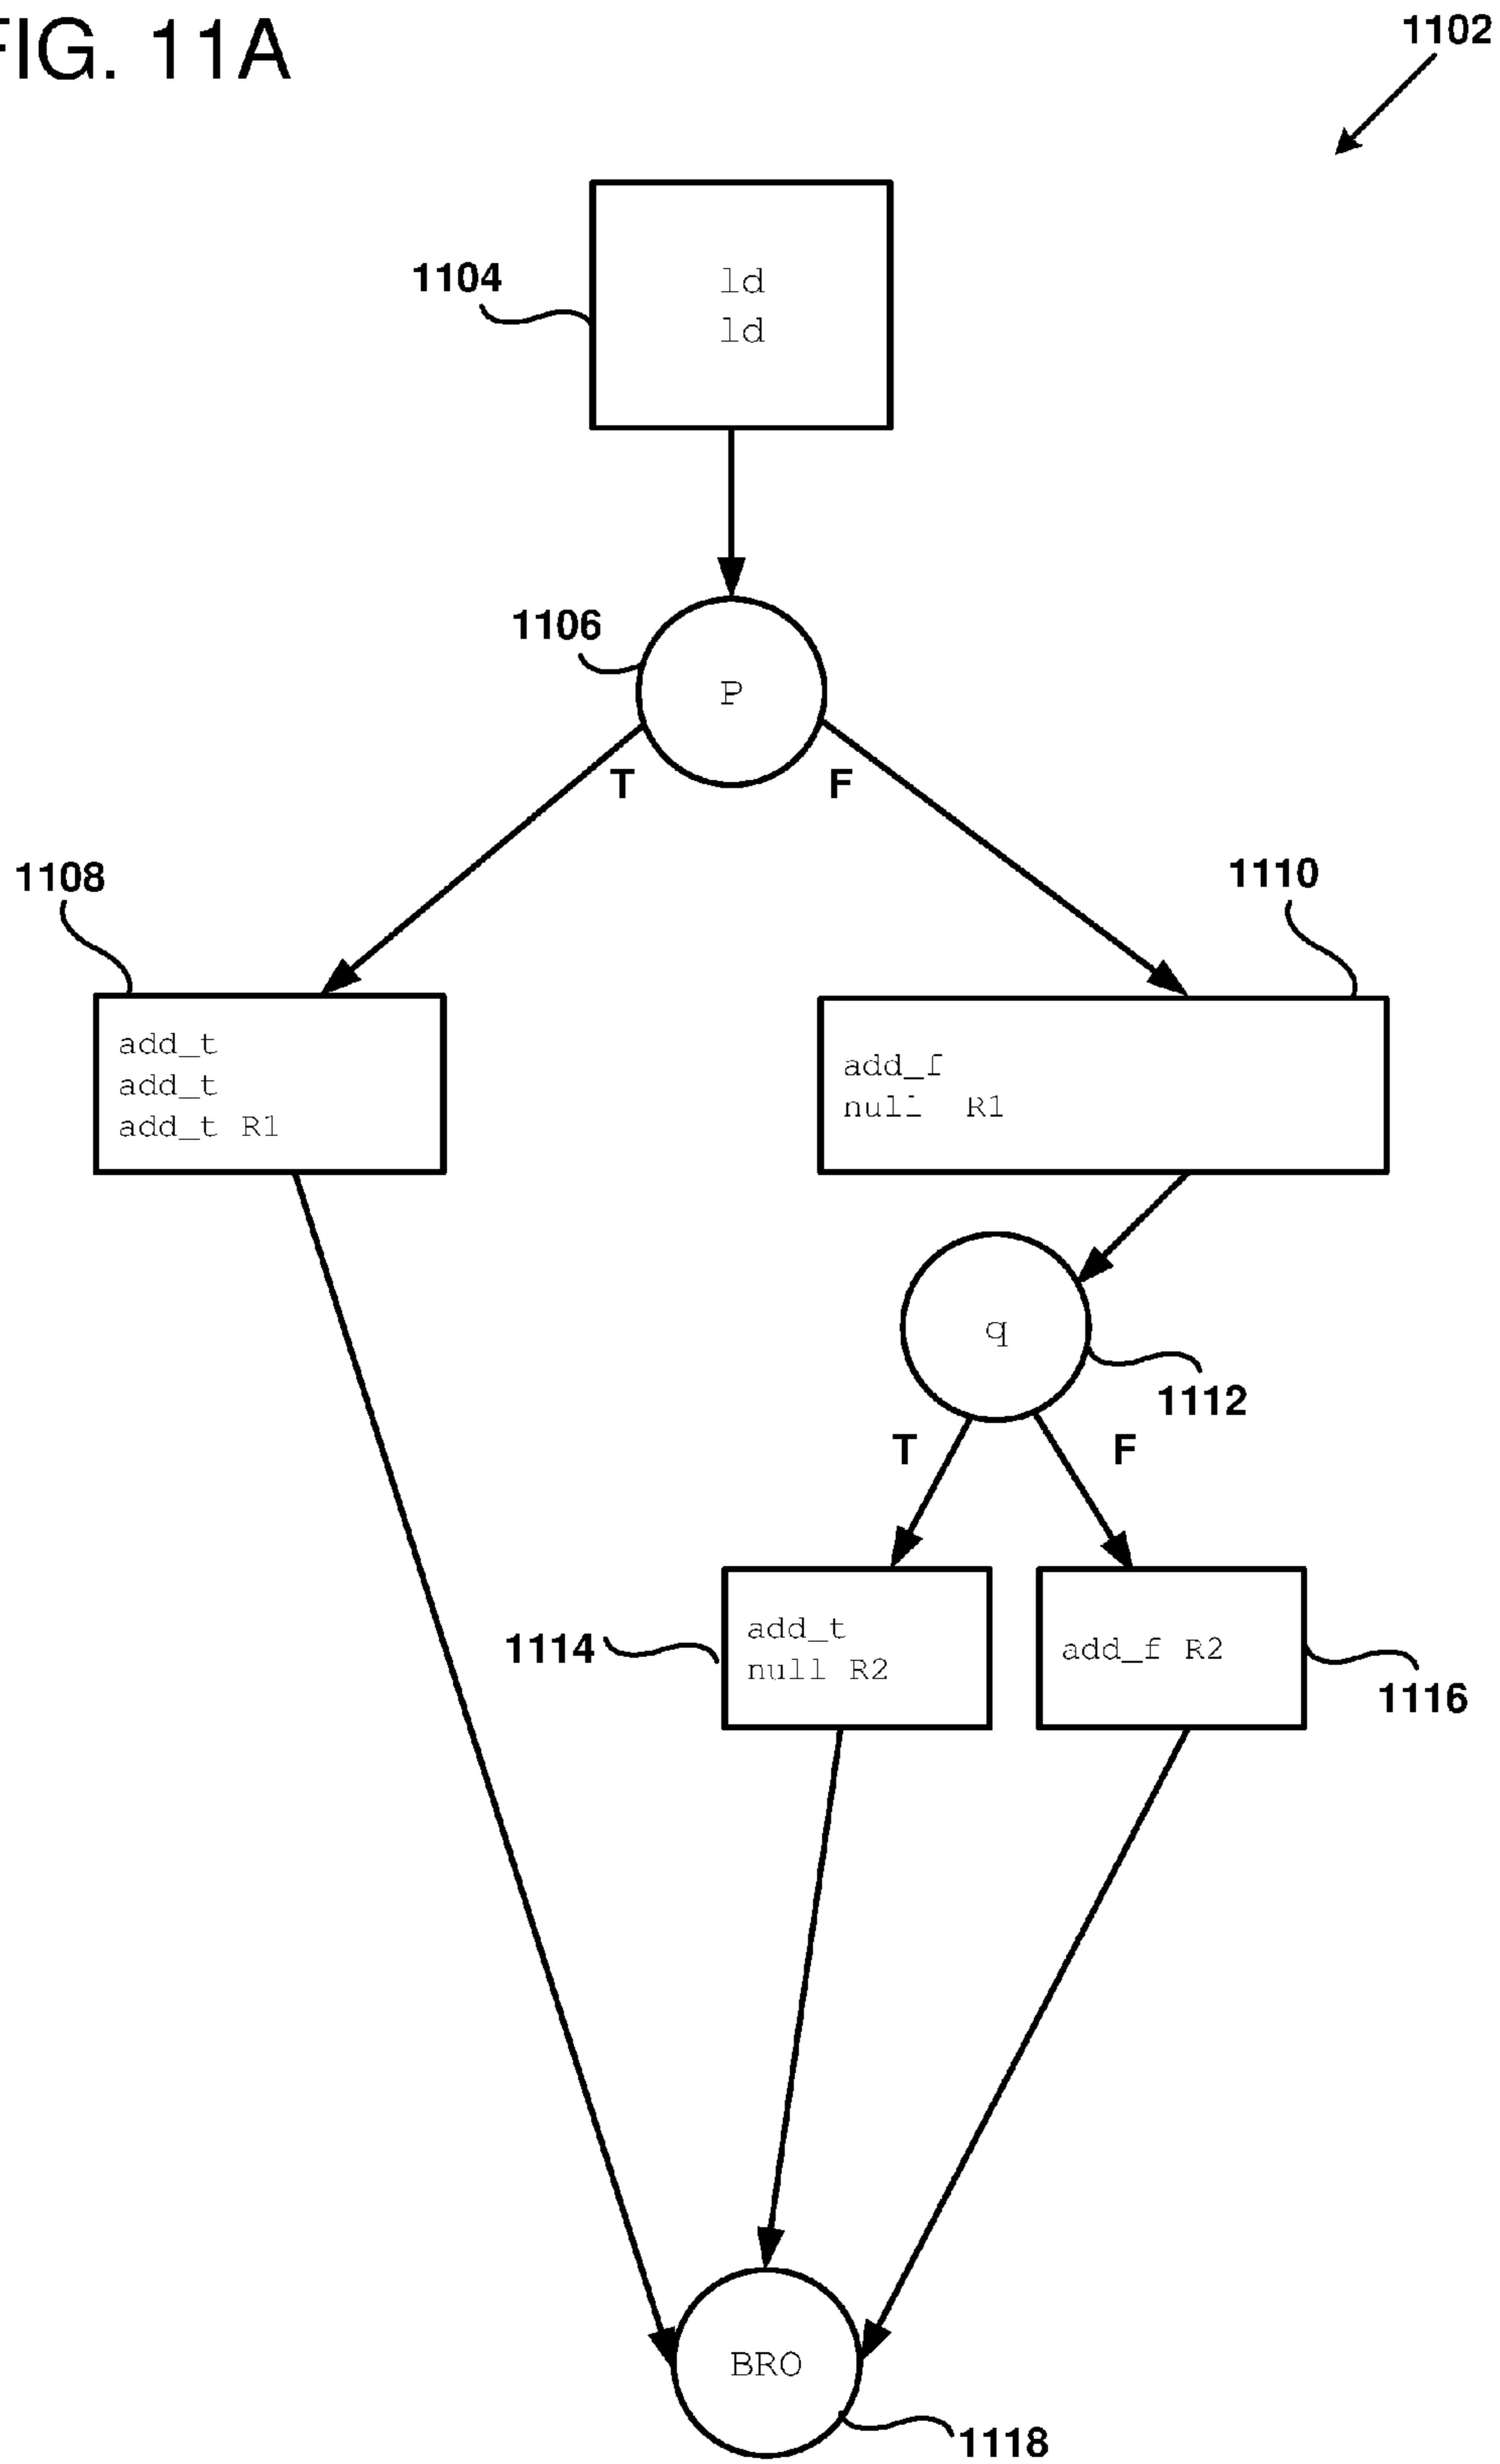 FIG. 11A
1102
1104
ld
ld
1106
P
T
F
1108
1110
add_t
add_t
add_t R1
add_f
null R1
q
1112
T
F
1114
add_t
null R2
add_f R2
1116
BRO
1118